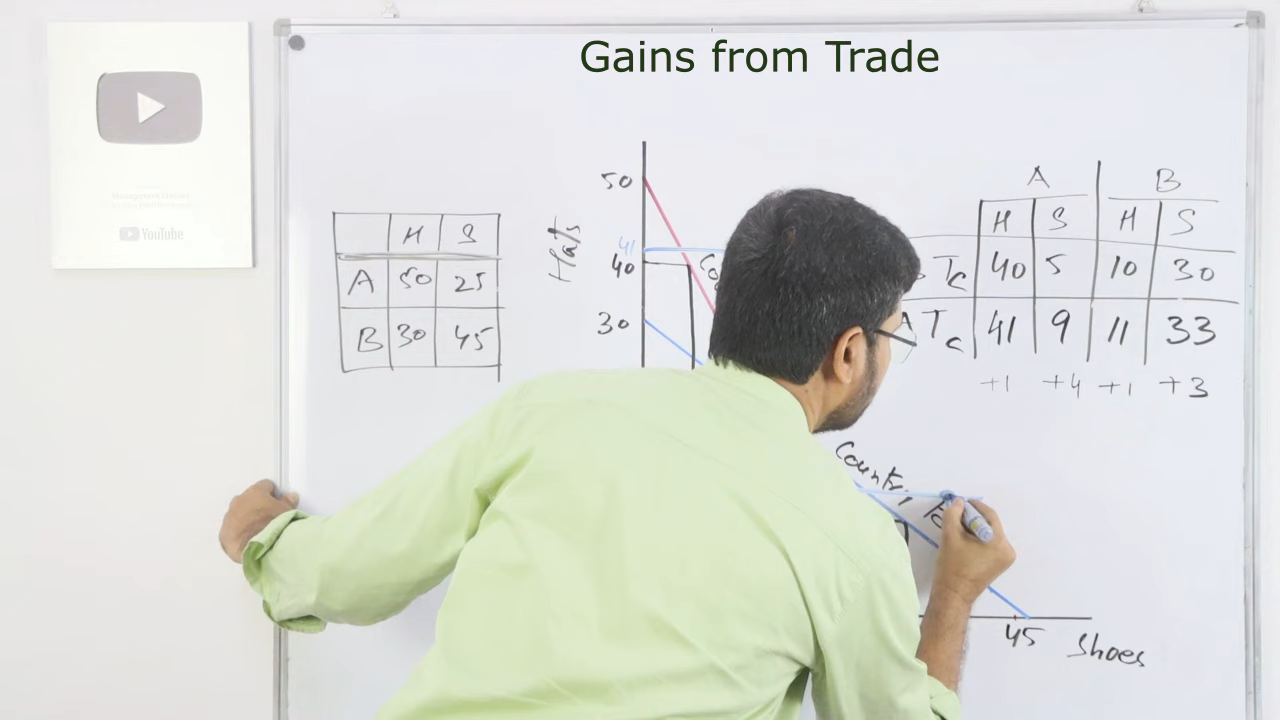 Gains from Trade
YouTube
H S
A 50 25
B 30 45
Hats
50
41
40
30
Country
45 Shoes
A B
H S H S
Tc 40 5 10 30
A Tc 41 9 11 33
+1 +4 +1 +3